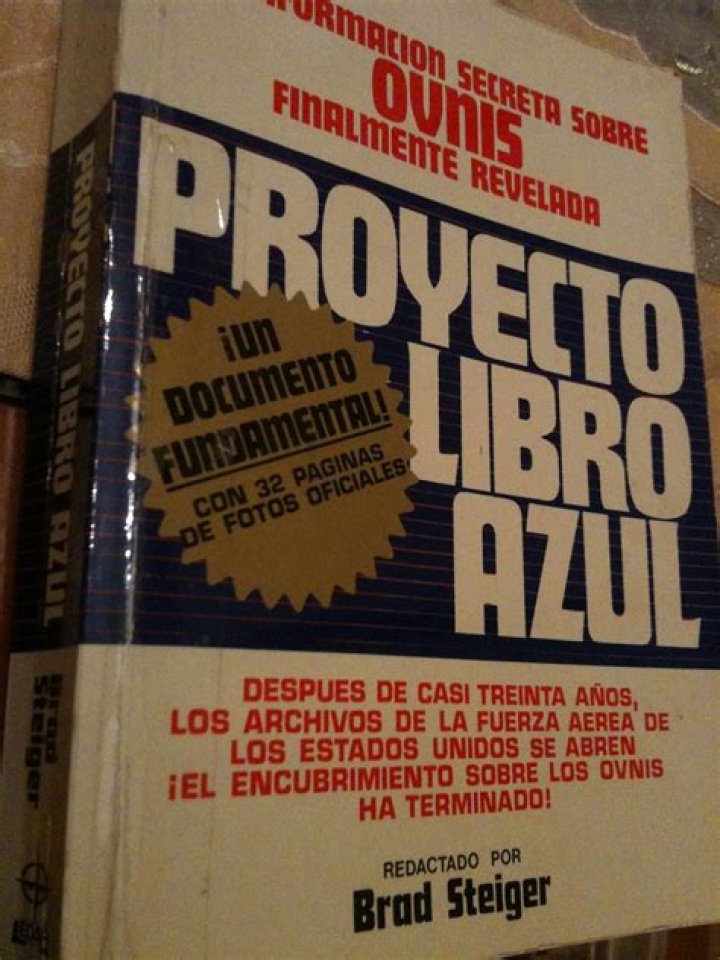 INFORMACION SECRETA SOBRE
OVNIS
FINALMENTE REVELADA
PROYECTO
LIBRO
AZUL
¡UN
DOCUMENTO
FUNDAMENTAL!
CON 32 PAGINAS
DE FOTOS OFICIALES
DESPUES DE CASI TREINTA AÑOS,
LOS ARCHIVOS DE LA FUERZA AEREA DE
LOS ESTADOS UNIDOS SE ABREN
¡EL ENCUBRIMIENTO SOBRE LOS OVNIS
HA TERMINADO!
REDACTADO POR
Brad Steiger
PROYECTO LIBRO AZUL
Brad
Steiger